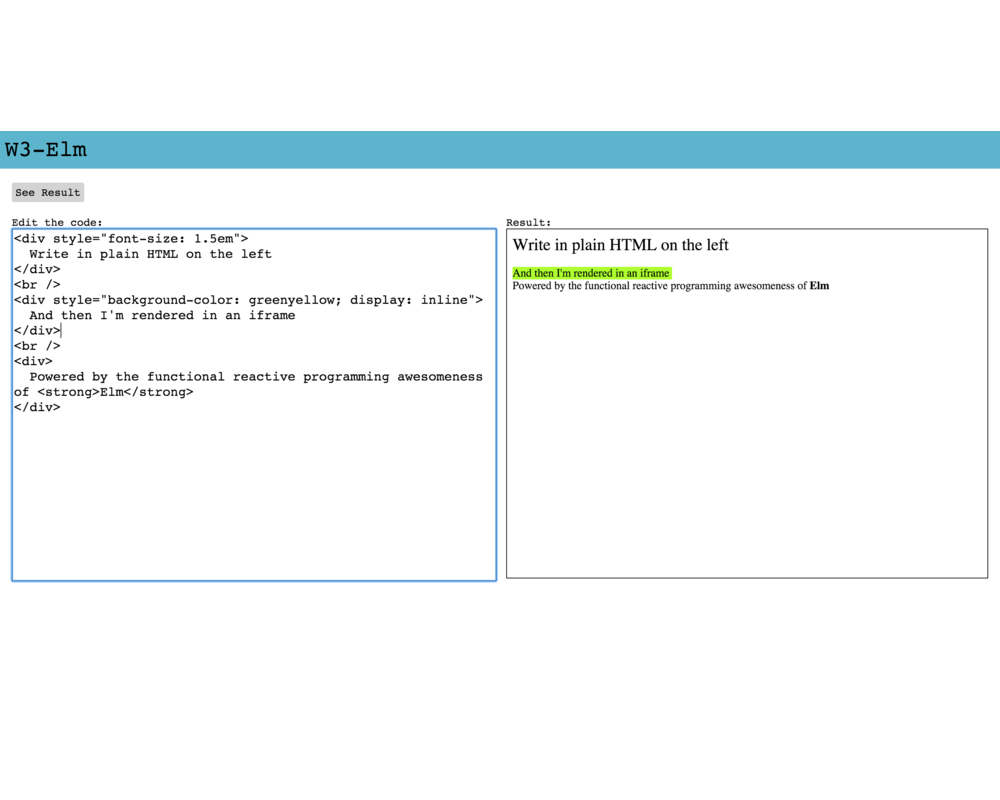 W3-Elm
See Result
Edit the code:
<div style="font-size: 1.5em">
  Write in plain HTML on the left
</div>
<br />
<div style="background-color: greenyellow; display: inline">
  And then I'm rendered in an iframe
</div>
<br />
<div>
  Powered by the functional reactive programming awesomeness
of <strong>Elm</strong>
</div>
Result:
Write in plain HTML on the left
And then I'm rendered in an iframe
Powered by the functional reactive programming awesomeness of Elm